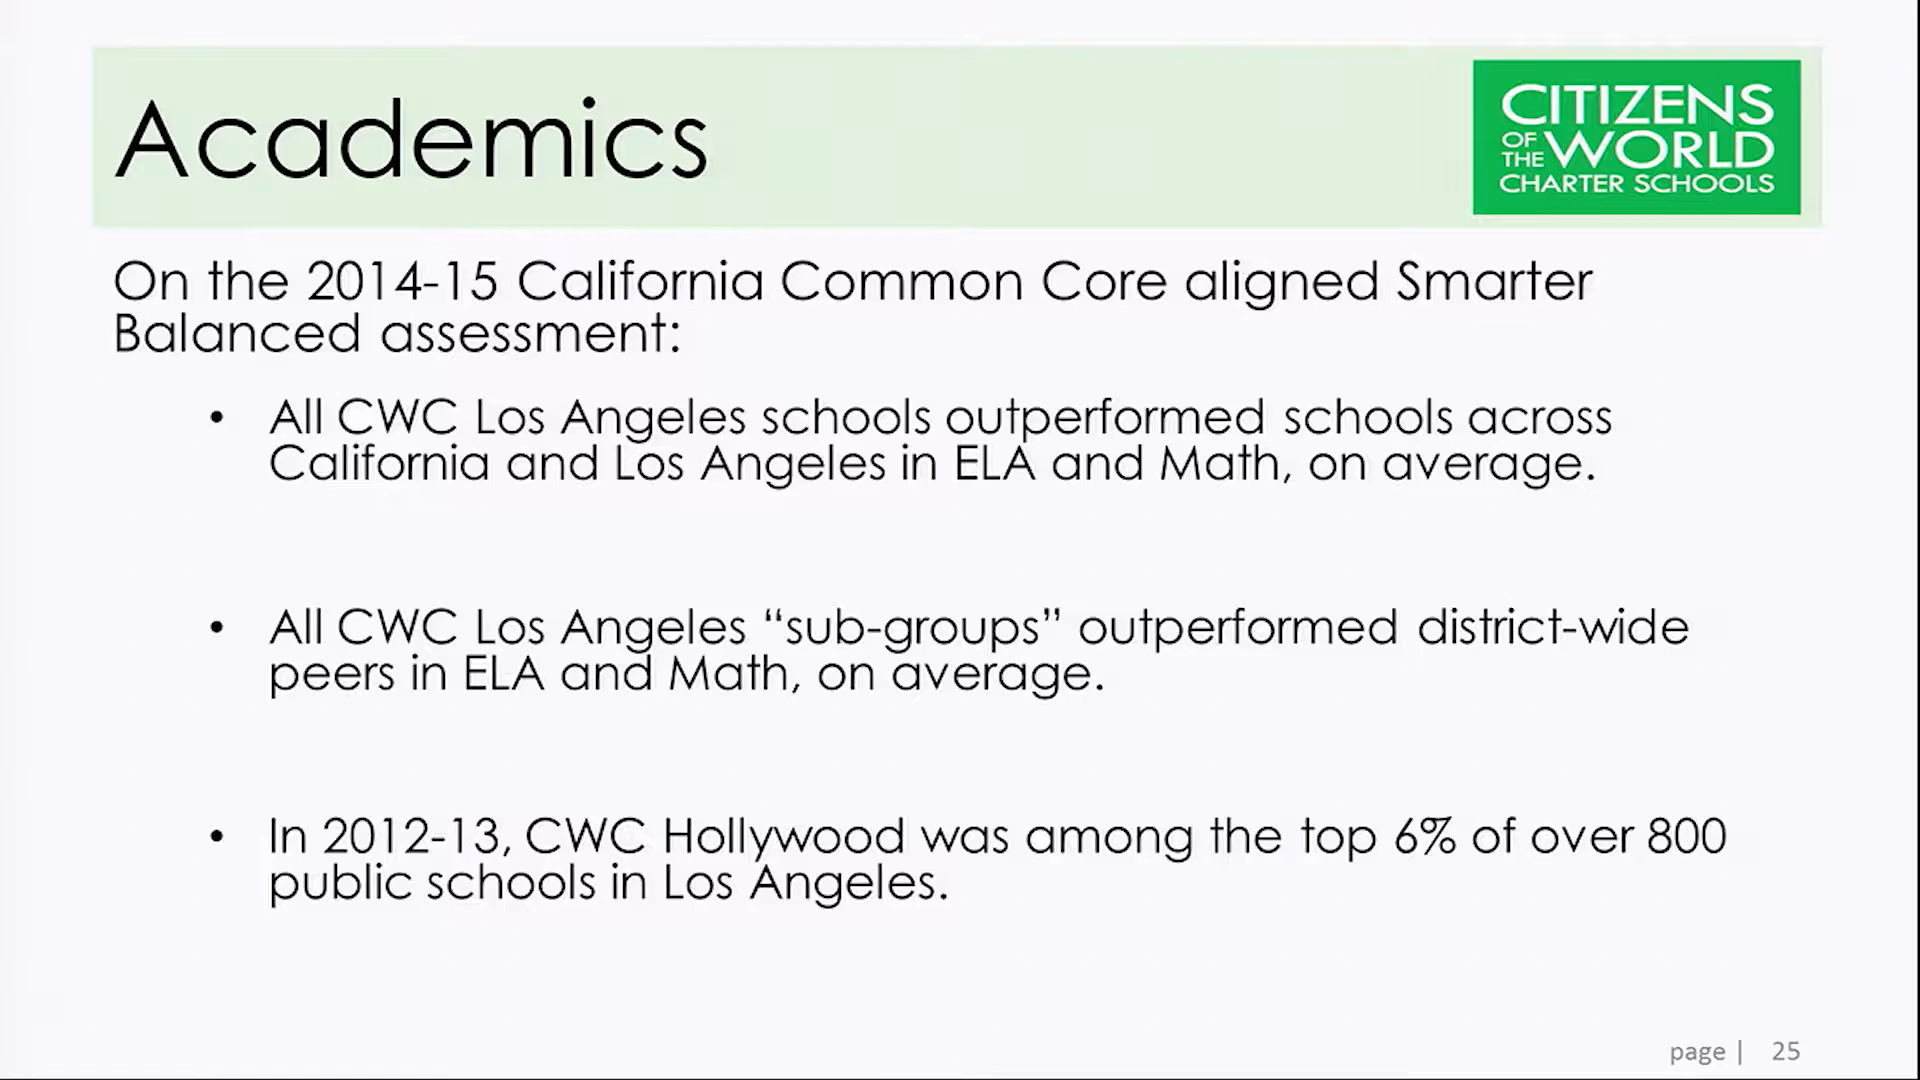 Academics
CITIZENS
OF THE WORLD
CHARTER SCHOOLS
On the 2014-15 California Common Core aligned Smarter
Balanced assessment:
• All CWC Los Angeles schools outperformed schools across
California and Los Angeles in ELA and Math, on average.
• All CWC Los Angeles “sub-groups” outperformed district-wide
peers in ELA and Math, on average.
• In 2012-13, CWC Hollywood was among the top 6% of over 800
public schools in Los Angeles.
page | 25